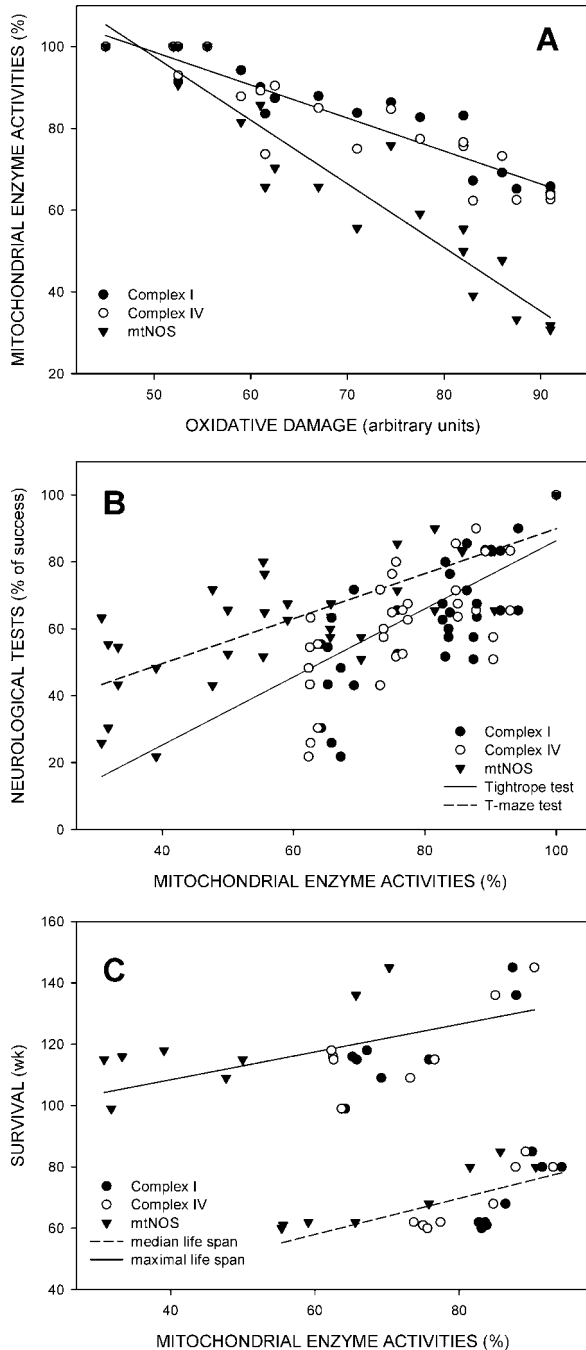 A
MITOCHONDRIAL ENZYME ACTIVITIES (%)
120
100
80
60
40
20
Complex I
Complex IV
mtNOS
50 60 70 80 90
OXIDATIVE DAMAGE (arbitrary units)
B
NEUROLOGICAL TESTS (% of success)
100
80
60
40
20
0
Complex I
Complex IV
mtNOS
Tightrope test
T-maze test
40 60 80 100
MITOCHONDRIAL ENZYME ACTIVITIES (%)
C
SURVIVAL (wk)
160
140
120
100
80
60
40
Complex I
Complex IV
mtNOS
median life span
maximal life span
40 60 80
MITOCHONDRIAL ENZYME ACTIVITIES (%)